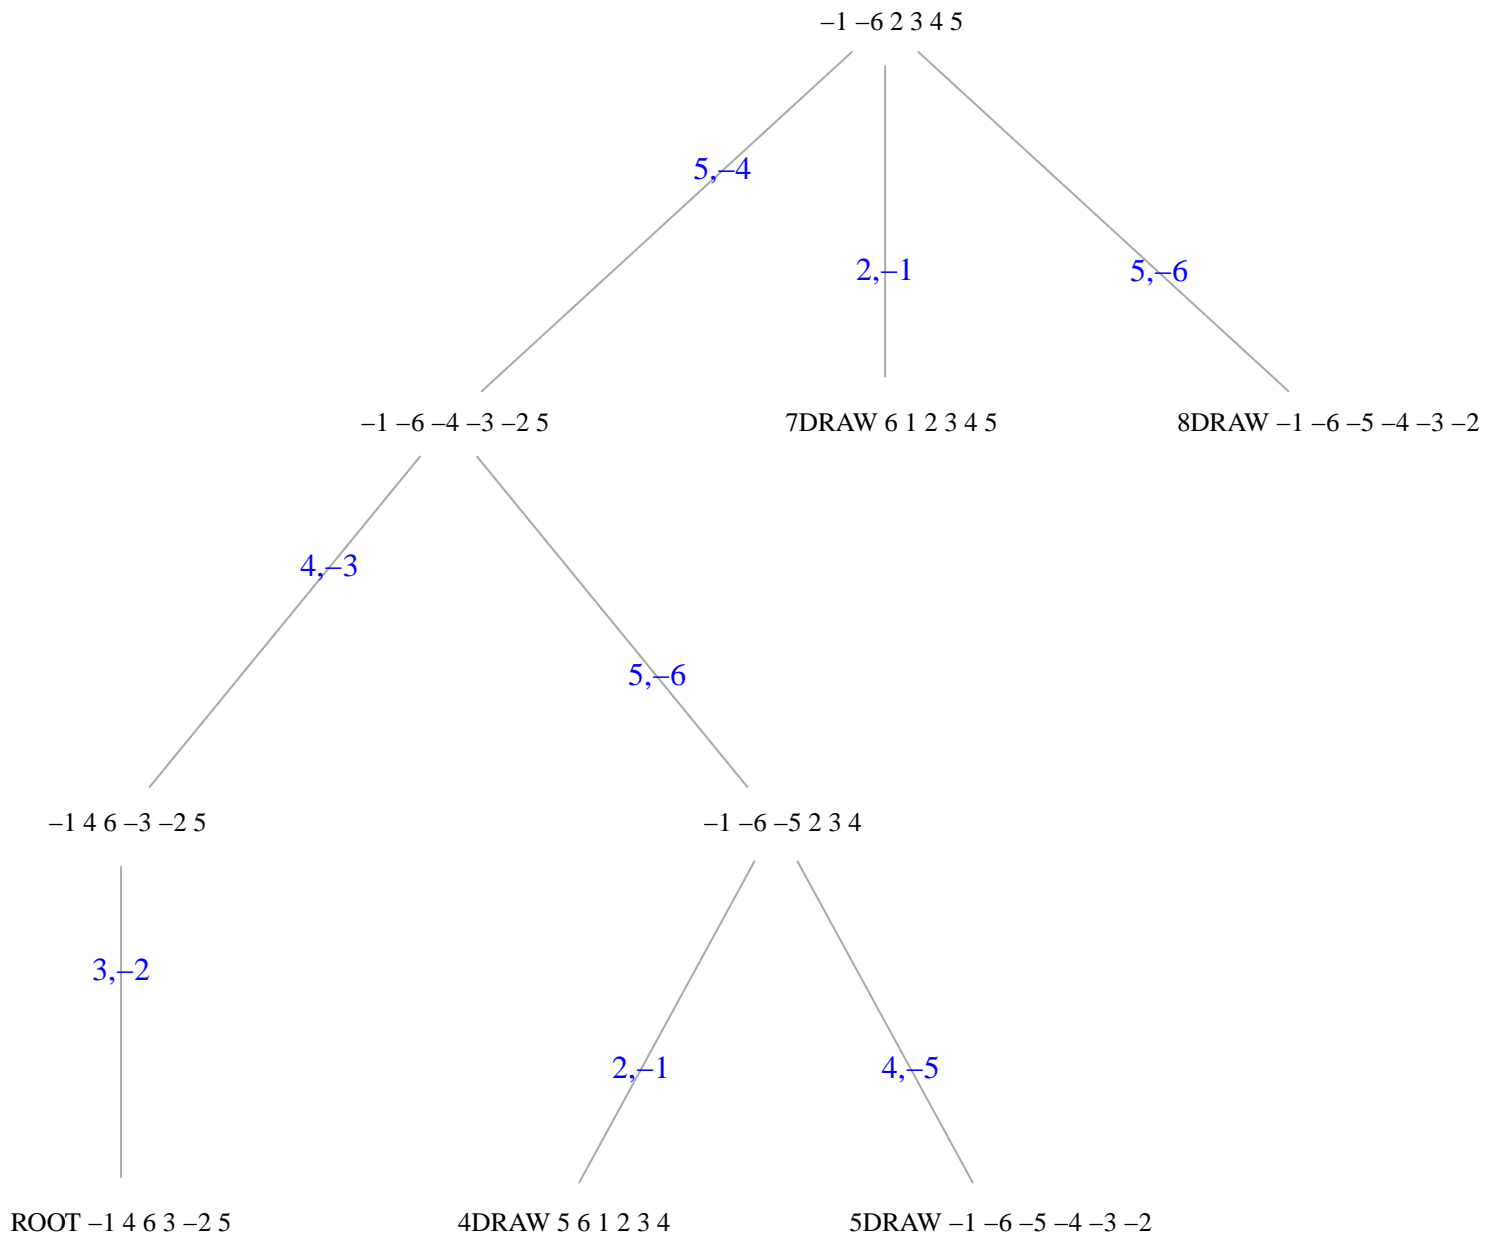 –1 –6 2 3 4 5
5,–4
2,–1
5,–6
–1 –6 –4 –3 –2 5
7DRAW 6 1 2 3 4 5
8DRAW –1 –6 –5 –4 –3 –2
4,–3
5,–6
–1 4 6 –3 –2 5
–1 –6 –5 2 3 4
3,–2
2,–1
4,–5
ROOT –1 4 6 3 –2 5
4DRAW 5 6 1 2 3 4
5DRAW –1 –6 –5 –4 –3 –2